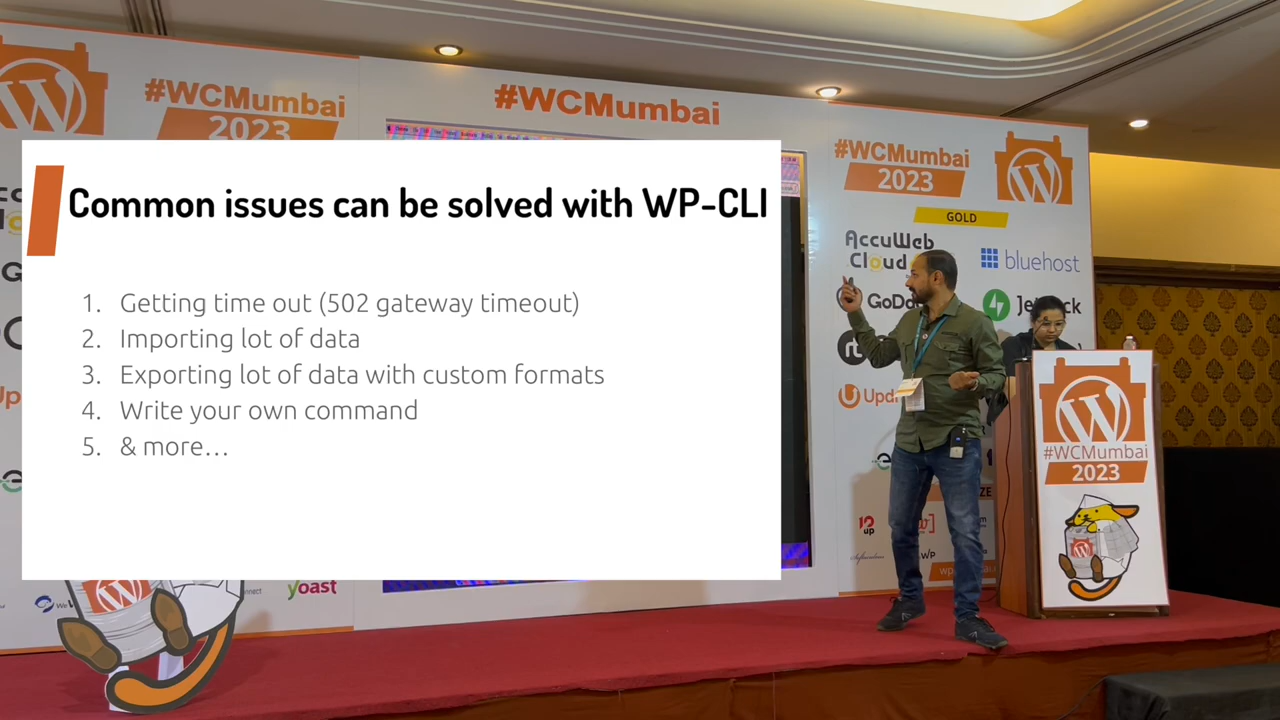 #WCMumbai
2023
#WCMumbai
#WCMumbai
2023
GOLD
AccuWeb
Cloud
bluehost
Common issues can be solved with WP-CLI
1. Getting time out (502 gateway timeout)
2. Importing lot of data
3. Exporting lot of data with custom formats
4. Write your own command
5. & more…
#WCMumbai
2023
10
up
yoast